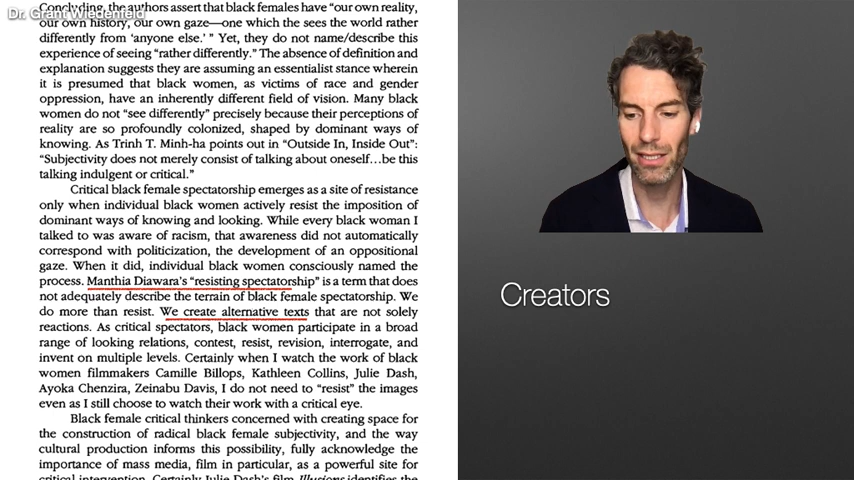 Dr. Grant Wiedenfeld
Concluding, the authors assert that black females have "our own reality,
our own history, our own gaze—one which the sees the world rather
differently from 'anyone else.' " Yet, they do not name/describe this
experience of seeing "rather differently." The absence of definition and
explanation suggests they are assuming an essentialist stance wherein
it is presumed that black women, as victims of race and gender
oppression, have an inherently different field of vision. Many black
women do not "see differently" precisely because their perceptions of
reality are so profoundly colonized, shaped by dominant ways of
knowing. As Trinh T. Minh-ha points out in "Outside In, Inside Out":
"Subjectivity does not merely consist of talking about oneself...be this
talking indulgent or critical."
Critical black female spectatorship emerges as a site of resistance
only when individual black women actively resist the imposition of
dominant ways of knowing and looking. While every black woman I
talked to was aware of racism, that awareness did not automatically
correspond with politicization, the development of an oppositional
gaze. When it did, individual black women consciously named the
process. Manthia Diawara's "resisting spectatorship" is a term that does
not adequately describe the terrain of black female spectatorship. We
do more than resist. We create alternative texts that are not solely
reactions. As critical spectators, black women participate in a broad
range of looking relations, contest, resist, revision, interrogate, and
invent on multiple levels. Certainly when I watch the work of black
women filmmakers Camille Billops, Kathleen Collins, Julie Dash,
Ayoka Chenzira, Zeinabu Davis, I do not need to "resist" the images
even as I still choose to watch their work with a critical eye.
Black female critical thinkers concerned with creating space for
the construction of radical black female subjectivity, and the way
cultural production informs this possibility, fully acknowledge the
importance of mass media, film in particular, as a powerful site for
critical intervention. Certainly Julie Dash's film Illusions identifies the
Creators